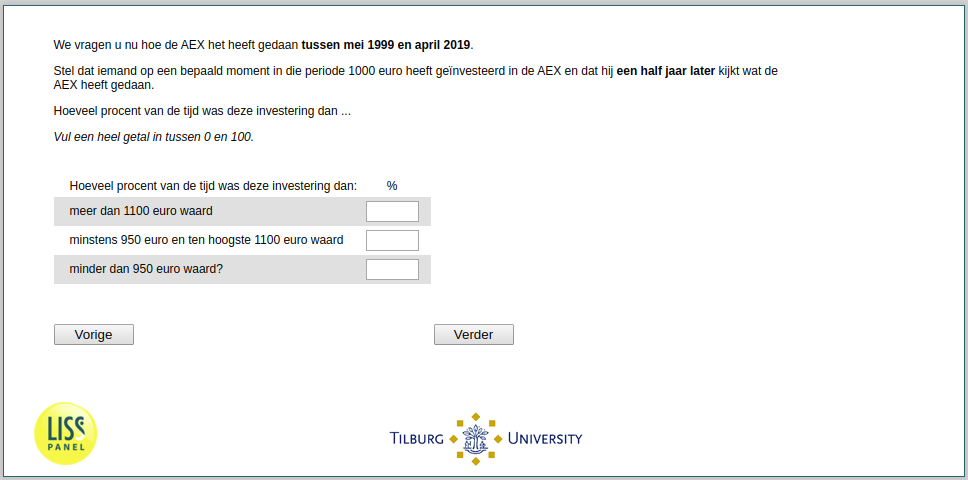 We vragen u nu hoe de AEX het heeft gedaan tussen mei 1999 en april 2019.
Stel dat iemand op een bepaald moment in die periode 1000 euro heeft geïnvesteerd in de AEX en dat hij een half jaar later kijkt wat de
AEX heeft gedaan.
Hoeveel procent van de tijd was deze investering dan ...
Vul een heel getal in tussen 0 en 100.
Hoeveel procent van de tijd was deze investering dan: %
meer dan 1100 euro waard
minstens 950 euro en ten hoogste 1100 euro waard
minder dan 950 euro waard?
Vorige Verder
LISS
PANEL
TILBURG UNIVERSITY